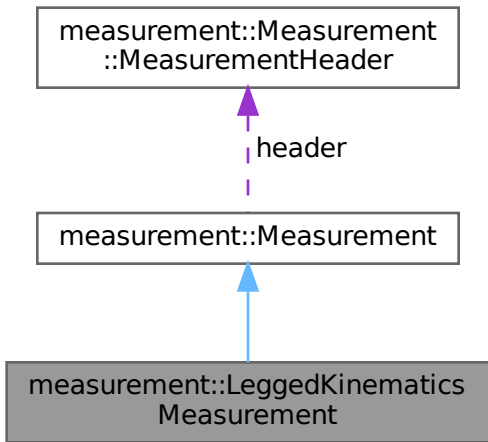 measurement::Measurement
::MeasurementHeader
header
measurement::Measurement
measurement::LeggedKinematics
Measurement